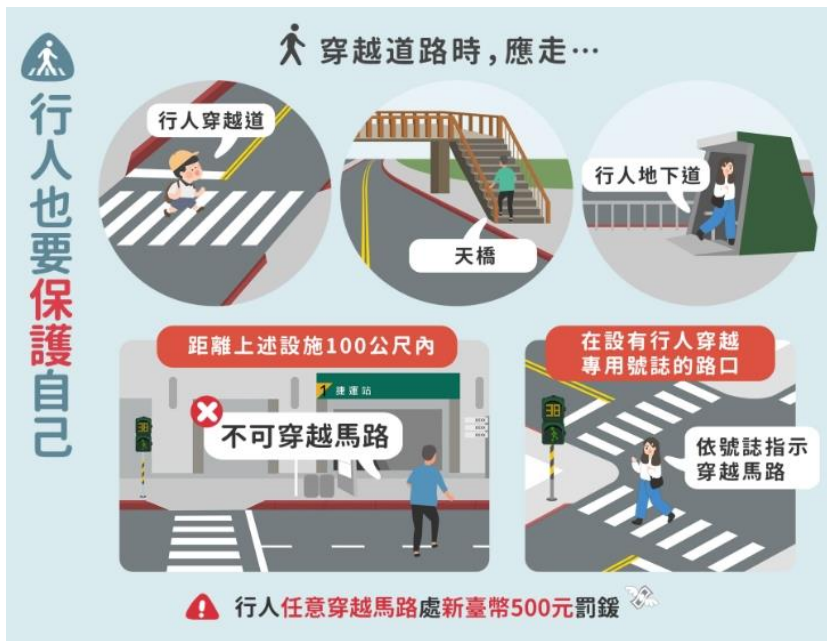 行人也要保護自己
穿越道路時，應走…
行人穿越道
天橋
行人地下道
距離上述設施100公尺內
1 捷運站
38
不可穿越馬路
在設有行人穿越
專用號誌的路口
38
依號誌指示
穿越馬路
行人任意穿越馬路處新臺幣500元罰鍰